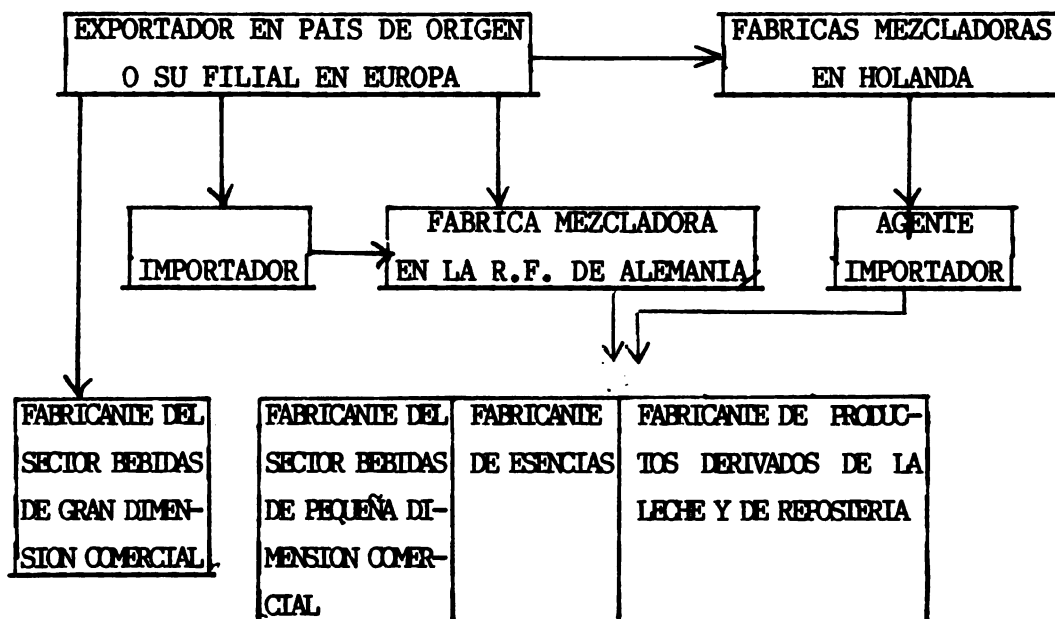 EXPORTADOR EN PAIS DE ORIGEN
O SU FILIAL EN EUROPA
FABRICAS MEZCLADORAS
EN HOLANDA
IMPORTADOR
FABRICA MEZCLADORA
EN LA R.F. DE ALEMANIA
AGENTE
IMPORTADOR
FABRICANTE DEL
SECTOR BEBIDAS
DE GRAN DIMEN-
SION COMERCIAL
FABRICANTE DEL
SECTOR BEBIDAS
DE PEQUEÑA DI-
MENSION COMER-
CIAL
FABRICANTE
DE ESENCIAS
FABRICANTE DE PRODUC-
TOS DERIVADOS DE LA
LECHE Y DE REPOSTERIA